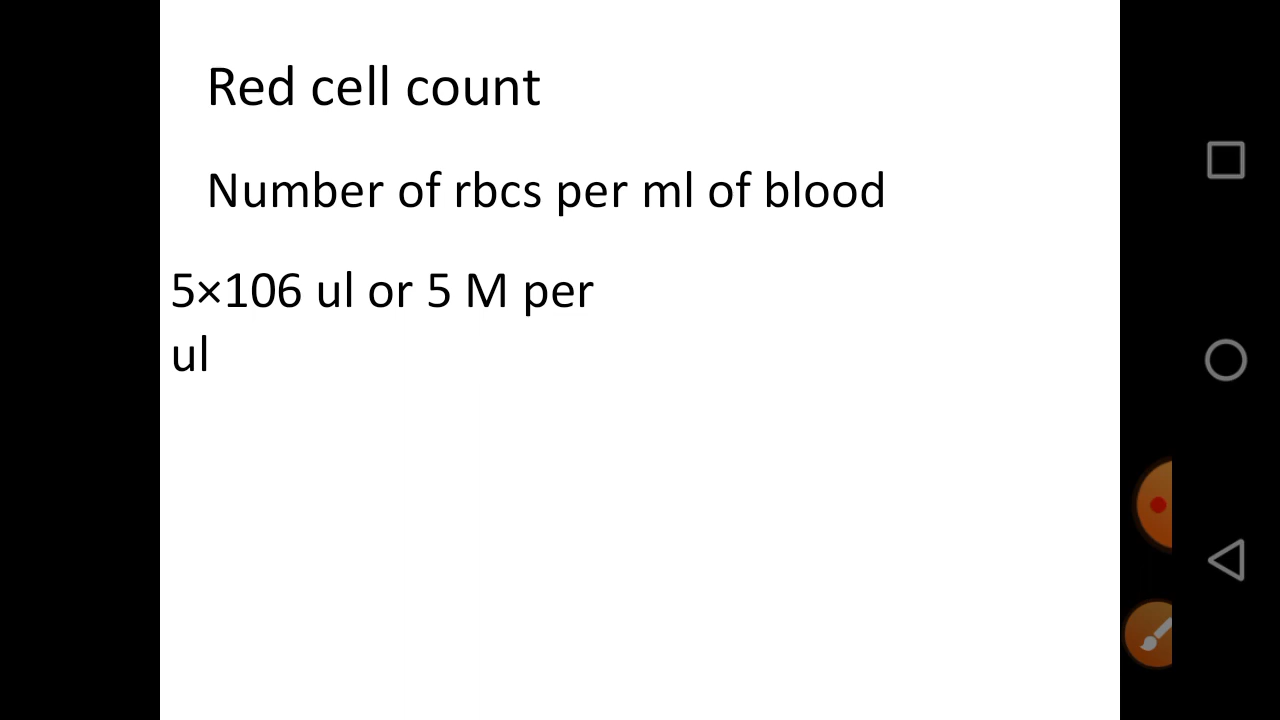 Red cell count
Number of rbcs per ml of blood
5×106 ul or 5 M per
ul